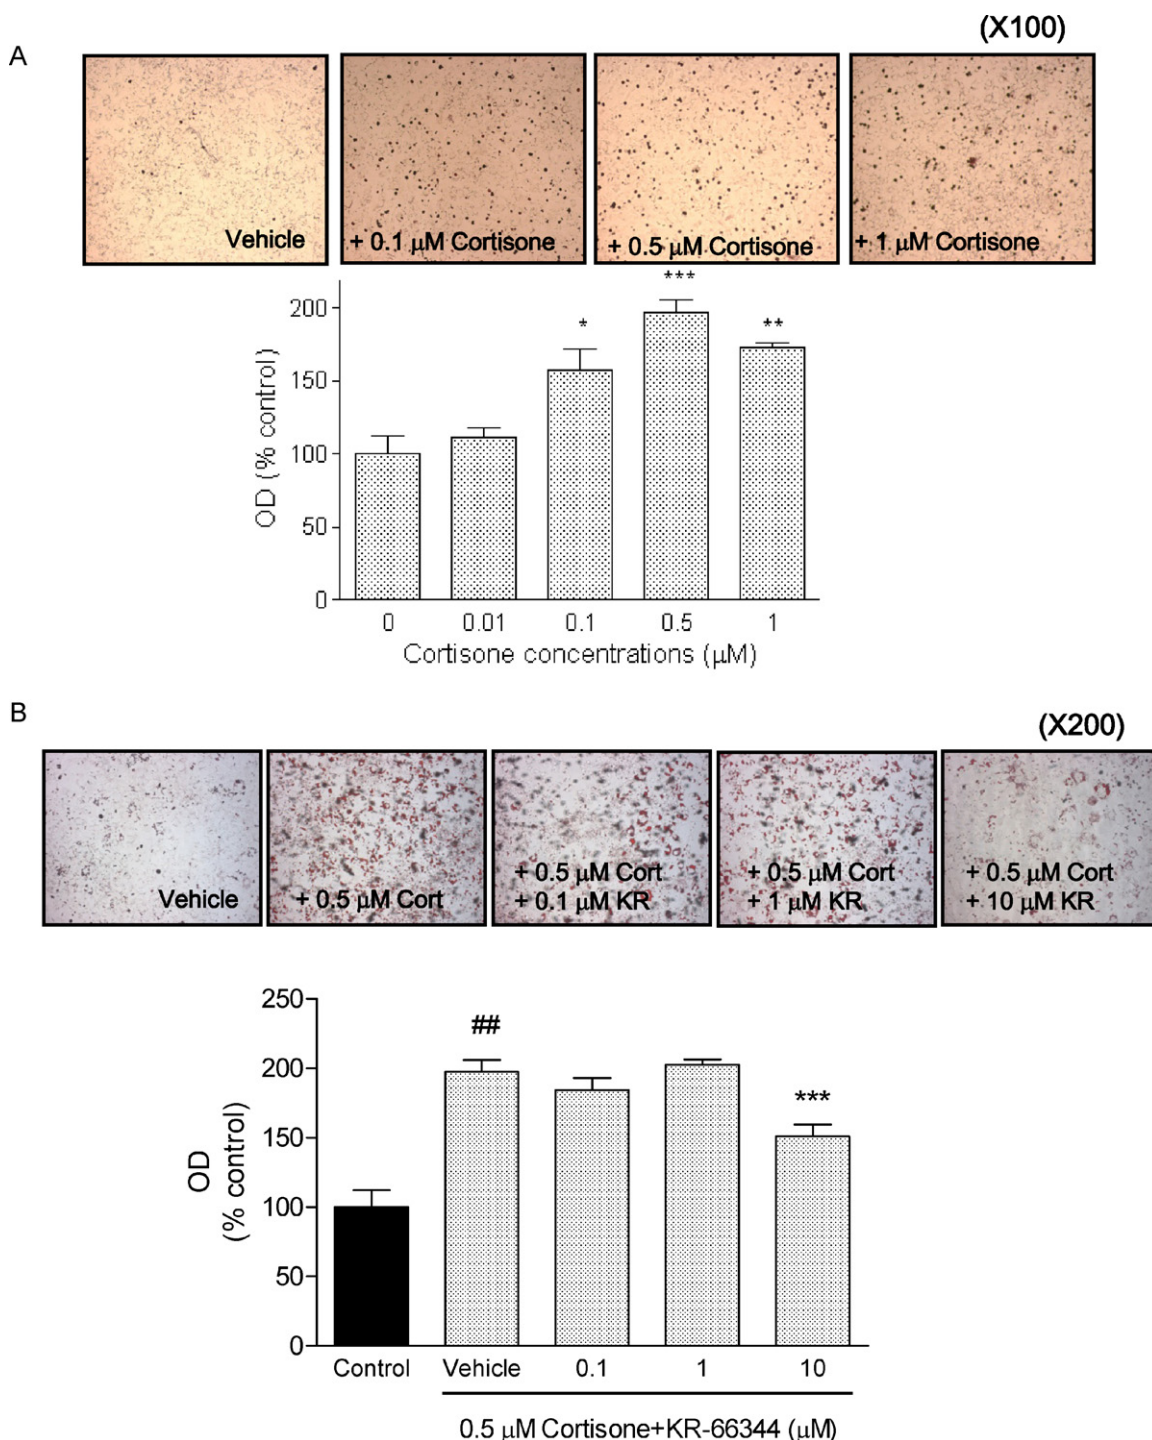 A
(X100)
Vehicle
+ 0.1 μM Cortisone
+ 0.5 μM Cortisone
+ 1 μM Cortisone
OD (% control)
200
150
100
50
0
*
***
**
0 0.01 0.1 0.5 1
Cortisone concentrations (μM)
B
(X200)
Vehicle
+ 0.5 μM Cort
+ 0.5 μM Cort
+ 0.1 μM KR
+ 0.5 μM Cort
+ 1 μM KR
+ 0.5 μM Cort
+ 10 μM KR
OD
(% control)
250
200
150
100
50
0
##
***
Control Vehicle 0.1 1 10
0.5 μM Cortisone+KR-66344 (μM)